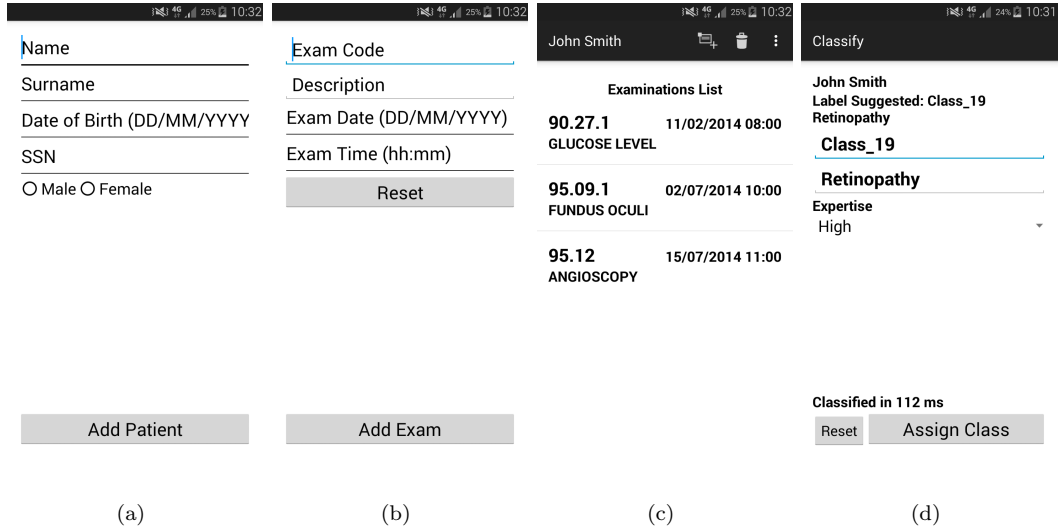 4G 25% 10:32
Name
Surname
Date of Birth (DD/MM/YYYY
SSN
Male Female
Add Patient
(a)
4G 25% 10:32
Exam Code
Description
Exam Date (DD/MM/YYYY)
Exam Time (hh:mm)
Reset
Add Exam
(b)
4G 25% 10:32
John Smith
Examinations List
90.27.1 11/02/2014 08:00
GLUCOSE LEVEL
95.09.1 02/07/2014 10:00
FUNDUS OCULI
95.12 15/07/2014 11:00
ANGIOSCOPY
(c)
4G 24% 10:31
Classify
John Smith
Label Suggested: Class_19
Retinopathy
Class_19
Retinopathy
Expertise
High
Classified in 112 ms
Reset Assign Class
(d)